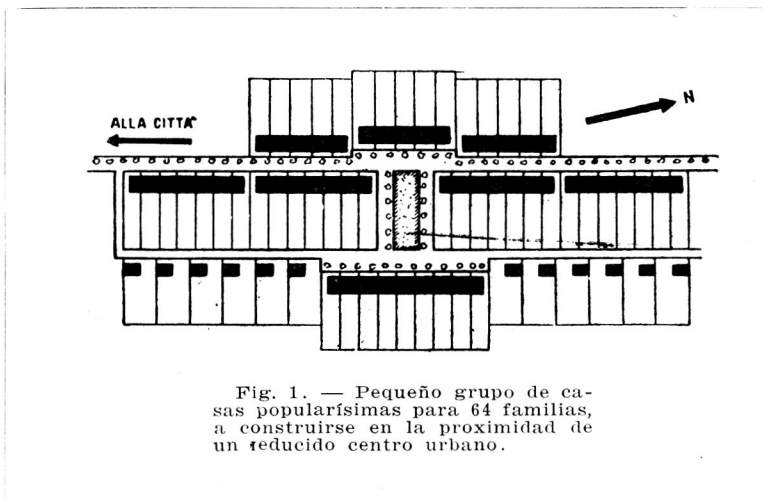 ALLA CITTÀ
N
Fig. 1. — Pequeño grupo de ca-
sas popularísimas para 64 familias,
a construirse en la proximidad de
un reducido centro urbano.